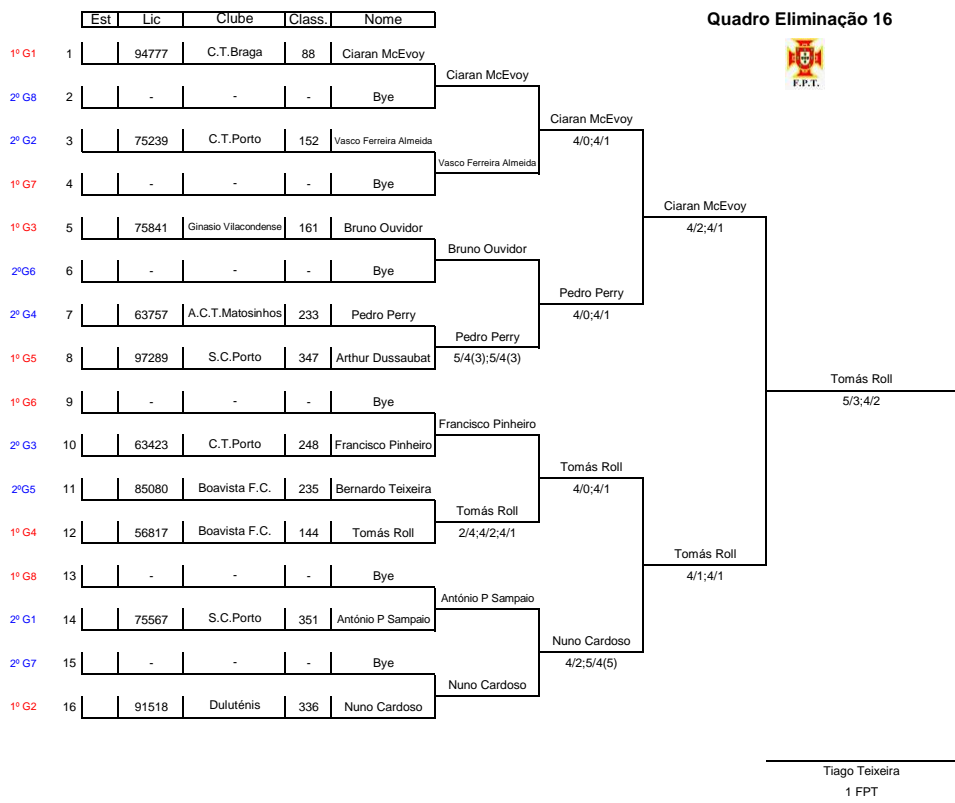 Est Lic Clube Class. Nome
Quadro Eliminação 16
F.P.T.
1º G1 1 94777 C.T.Braga 88 Ciaran McEvoy
Ciaran McEvoy
2º G8 2 - - - Bye
Ciaran McEvoy
4/0;4/1
2º G2 3 75239 C.T.Porto 152 Vasco Ferreira Almeida
Vasco Ferreira Almeida
1º G7 4 - - - Bye
Ciaran McEvoy
4/2;4/1
1º G3 5 75841 Ginasio Vilacondense 161 Bruno Ouvidor
Bruno Ouvidor
2ºG6 6 - - - Bye
Pedro Perry
4/0;4/1
2º G4 7 63757 A.C.T.Matosinhos 233 Pedro Perry
Pedro Perry
5/4(3);5/4(3)
1º G5 8 97289 S.C.Porto 347 Arthur Dussaubat
Tomás Roll
5/3;4/2
1º G6 9 - - - Bye
Francisco Pinheiro
2º G3 10 63423 C.T.Porto 248 Francisco Pinheiro
Tomás Roll
4/0;4/1
2ºG5 11 85080 Boavista F.C. 235 Bernardo Teixeira
Tomás Roll
2/4;4/2;4/1
1º G4 12 56817 Boavista F.C. 144 Tomás Roll
Tomás Roll
4/1;4/1
1º G8 13 - - - Bye
António P Sampaio
2º G1 14 75567 S.C.Porto 351 António P Sampaio
Nuno Cardoso
4/2;5/4(5)
2º G7 15 - - - Bye
Nuno Cardoso
1º G2 16 91518 Duluténis 336 Nuno Cardoso
Tiago Teixeira
1 FPT